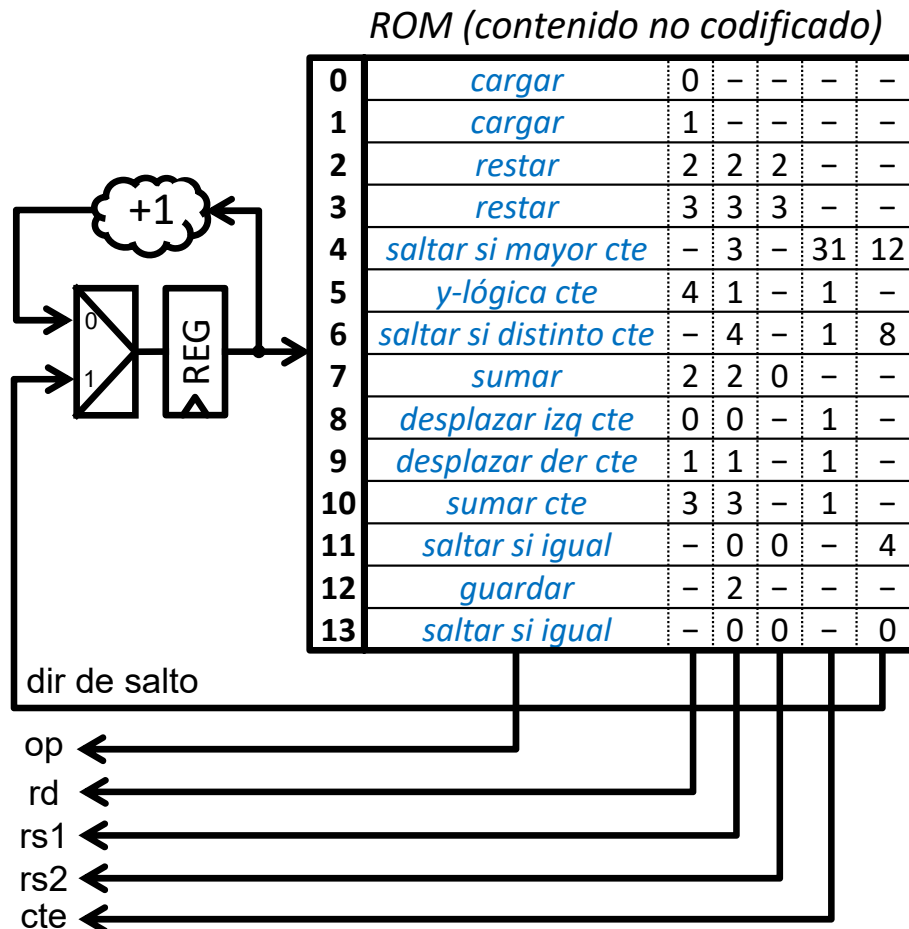 ROM (contenido no codificado)
0 cargar 0 – – – –
1 cargar 1 – – – –
2 restar 2 2 2 – –
3 restar 3 3 3 – –
4 saltar si mayor cte – 3 – 31 12
5 y-lógica cte 4 1 – 1 –
6 saltar si distinto cte – 4 – 1 8
7 sumar 2 2 0 – –
8 desplazar izq cte 0 0 – 1 –
9 desplazar der cte 1 1 – 1 –
10 sumar cte 3 3 – 1 –
11 saltar si igual – 0 0 – 4
12 guardar – 2 – – –
13 saltar si igual – 0 0 – 0
+1
0
1
REG
dir de salto
op
rd
rs1
rs2
cte